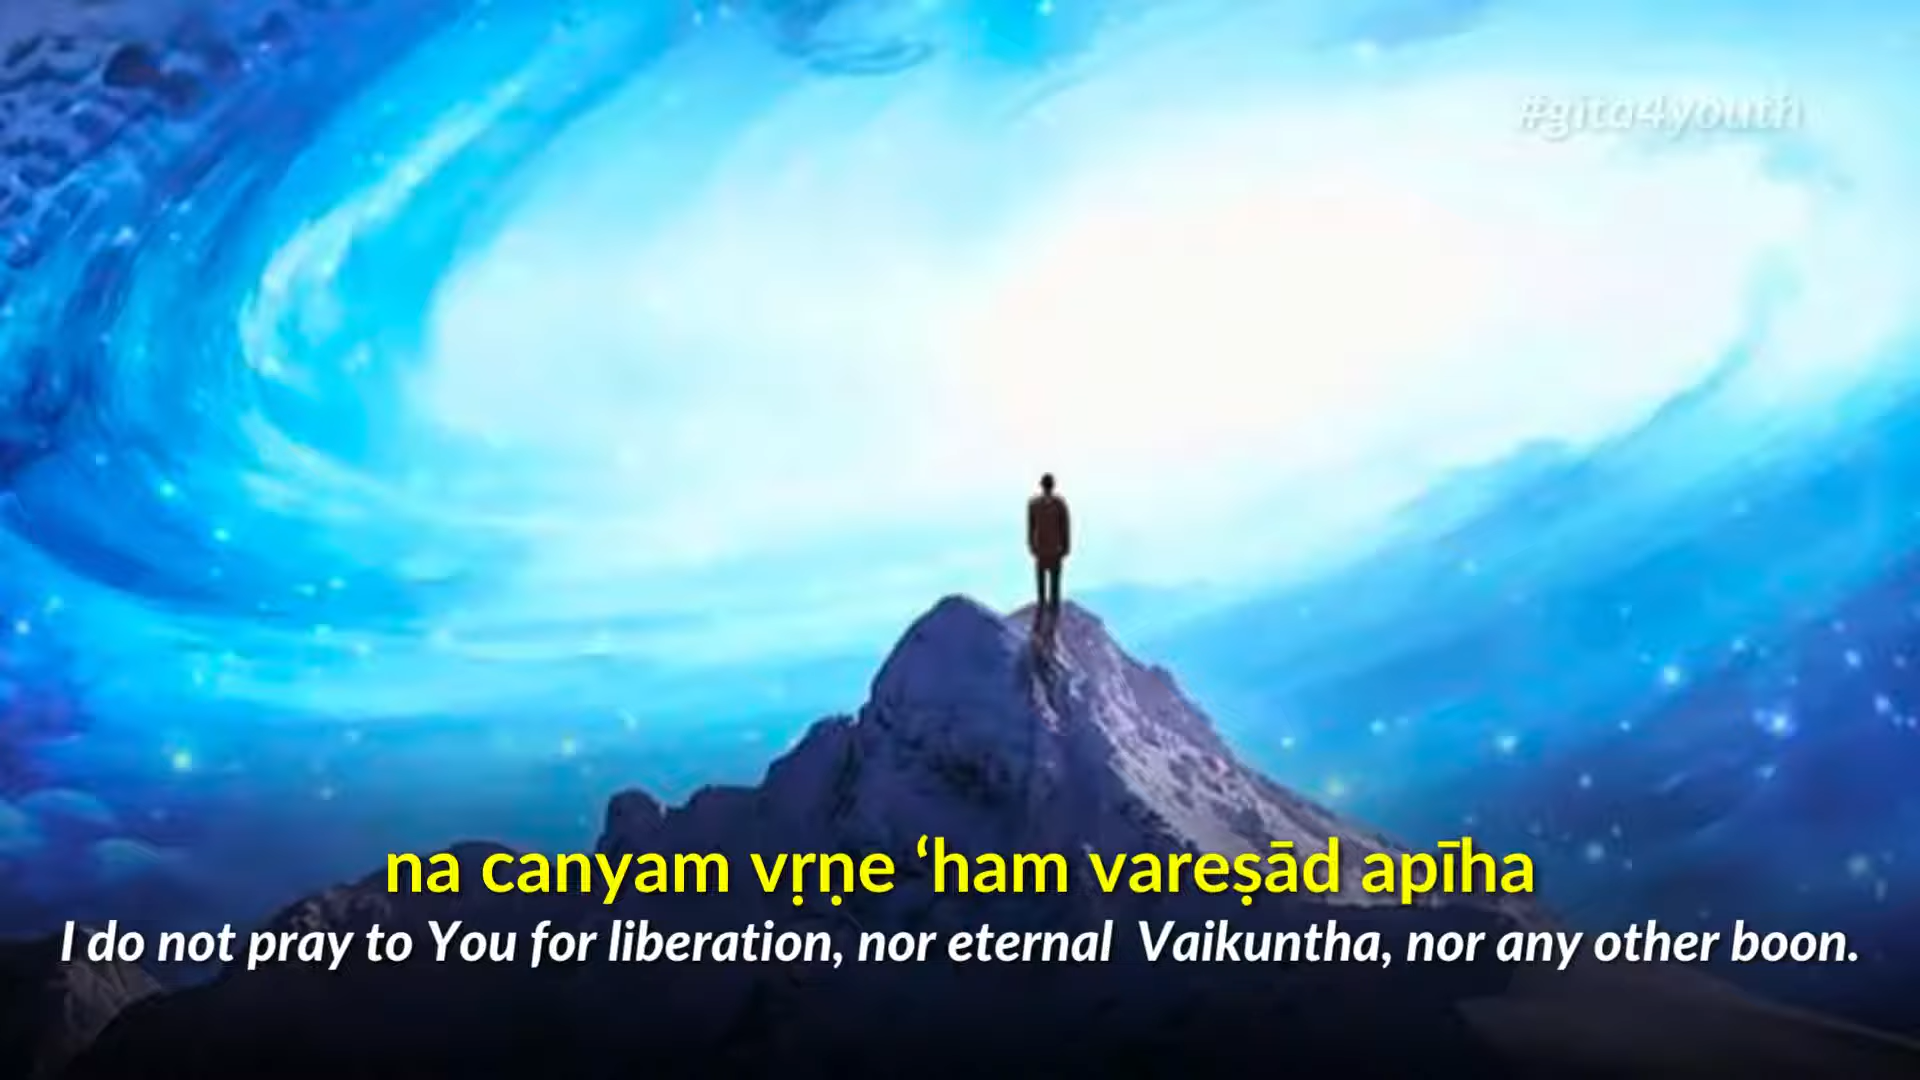 #gita4youth
na canyam vṛṇe ‘ham vareṣād apīha
I do not pray to You for liberation, nor eternal Vaikuntha, nor any other boon.